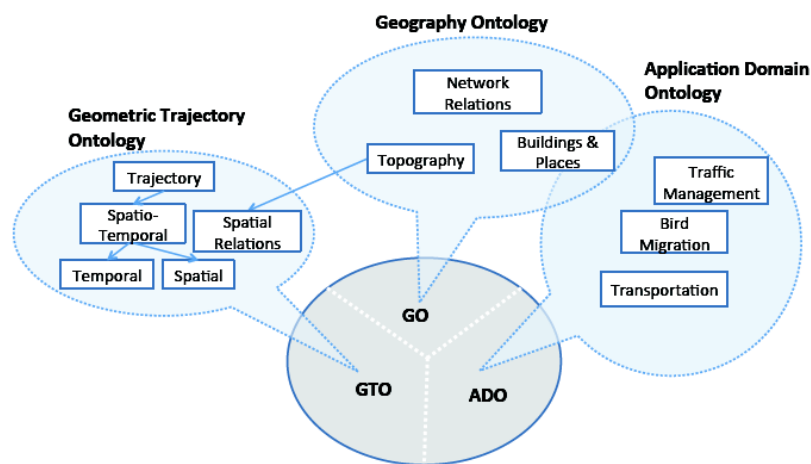 Geography Ontology
Network
Relations
Buildings &
Places
Topography
Application Domain
Ontology
Traffic
Management
Bird
Migration
Transportation
Geometric Trajectory
Ontology
Trajectory
Spatio-
Temporal
Spatial
Relations
Temporal
Spatial
GO
GTO
ADO